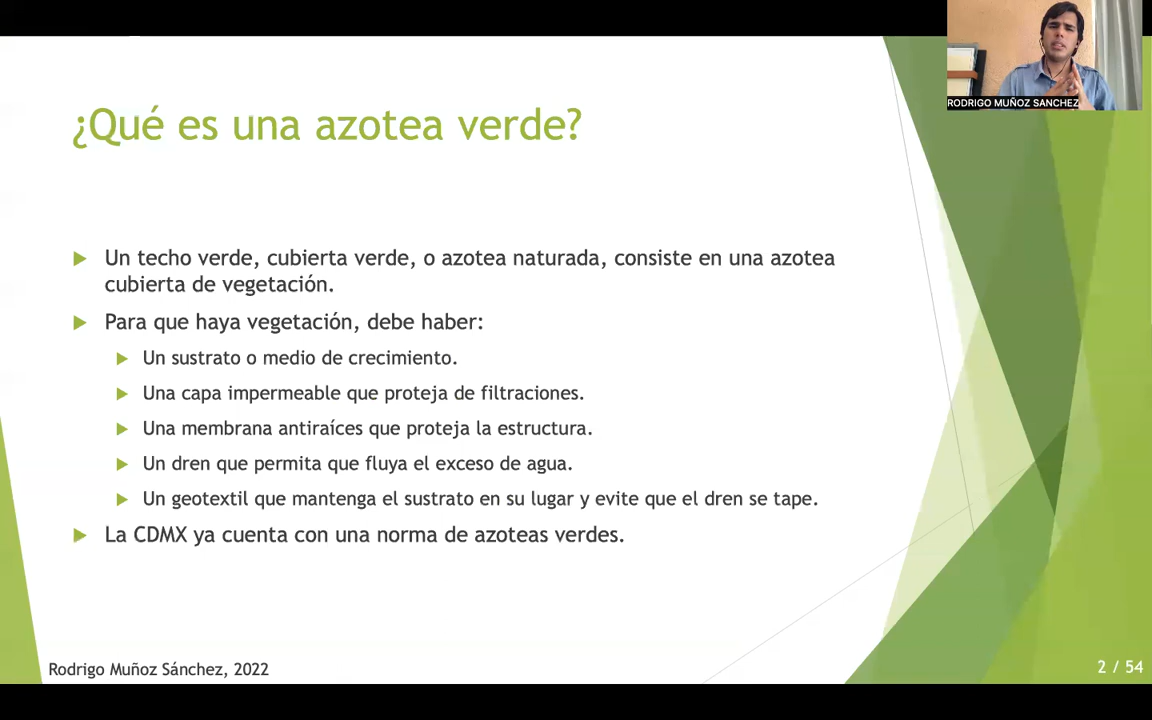 RODRIGO MUÑOZ SANCHEZ
¿Qué es una azotea verde?
Un techo verde, cubierta verde, o azotea naturada, consiste en una azotea
cubierta de vegetación.
Para que haya vegetación, debe haber:
Un sustrato o medio de crecimiento.
Una capa impermeable que proteja de filtraciones.
Una membrana antiraíces que proteja la estructura.
Un dren que permita que fluya el exceso de agua.
Un geotextil que mantenga el sustrato en su lugar y evite que el dren se tape.
La CDMX ya cuenta con una norma de azoteas verdes.
Rodrigo Muñoz Sánchez, 2022
2 / 54